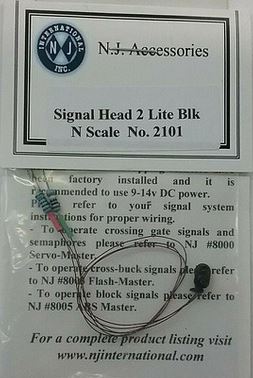 INTERNATIONAL
N J
INC.
N.J. Accessories
Signal Head 2 Lite Blk
N Scale No. 2101
been factory installed and it is
recommended to use 9-14v DC power.
Please refer to your signal system
instructions for proper wiring.
- To operate crossing gate signals and
semaphores please refer to NJ #8000
Servo-Master.
- To operate cross-buck signals please refer
to NJ Flash-Master.
- To operate block signals please refer to
NJ #8005 ABS Master.
For a complete product listing visit
www.njinternational.com.